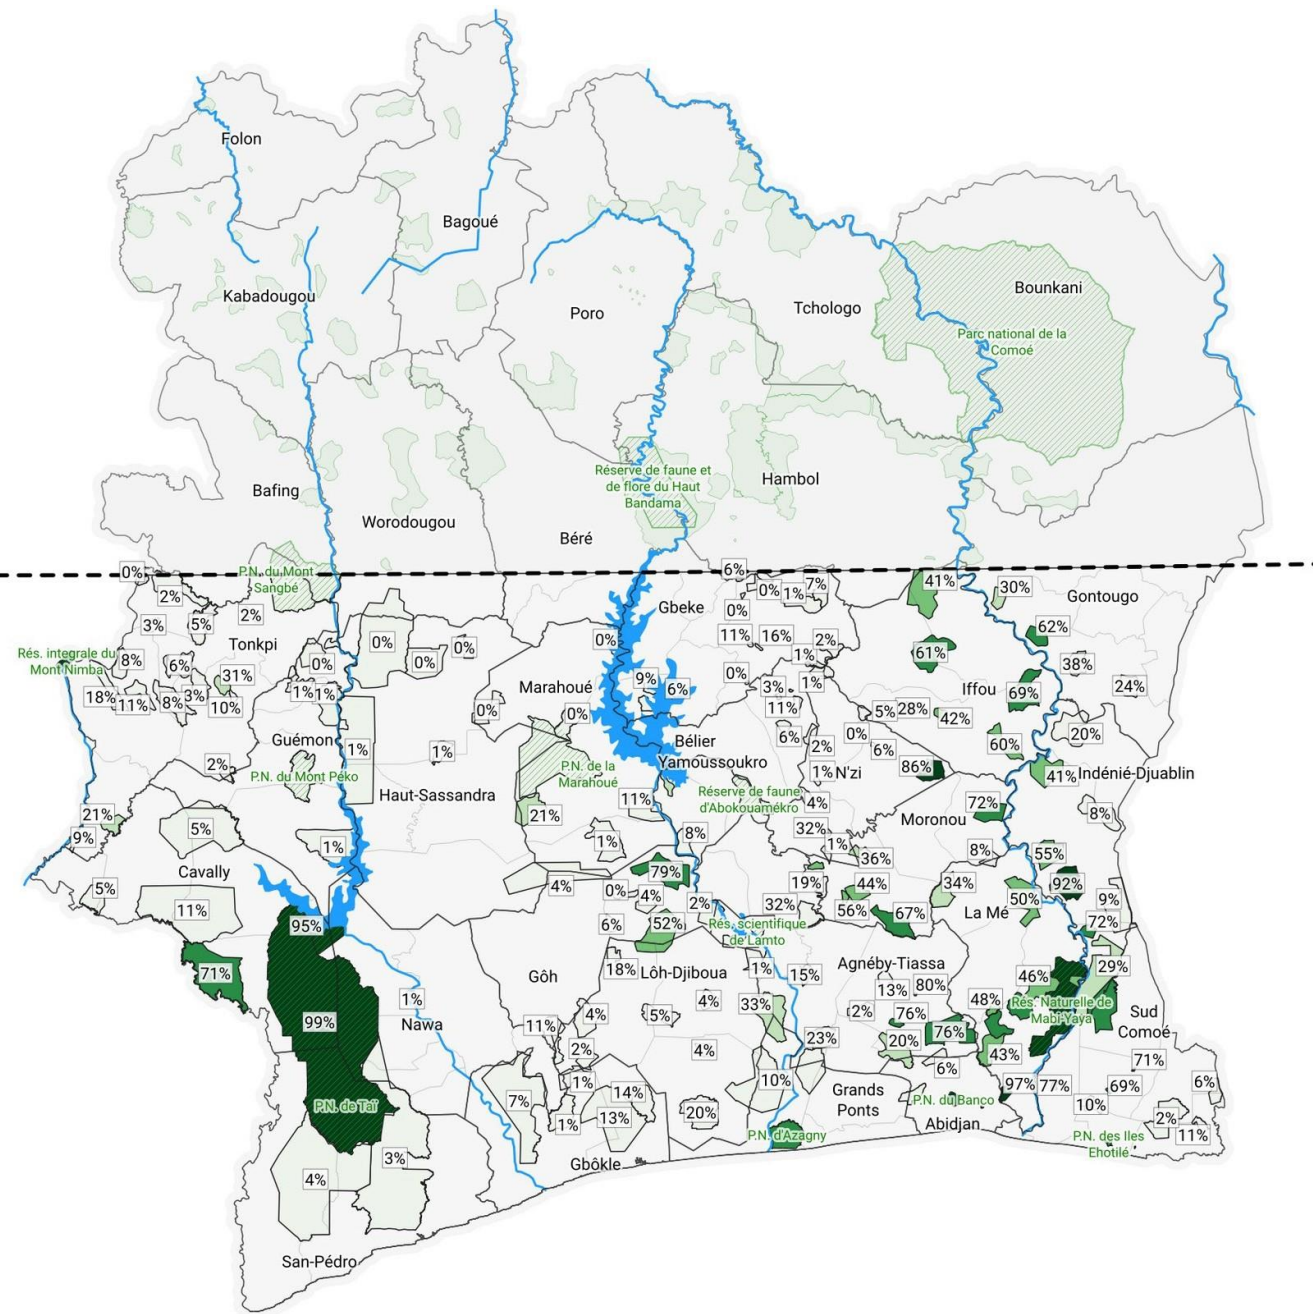 Folon
Bagoué
Kabadougou
Poro
Tchologo
Bounkani
Parc national de la
Comoé
Réserve de faune et
de flore du Haut
Bandama
Hambol
Bafing
Worodougou
Béré
0%
P.N. du Mont
Sangbé
6%
0%
1%
7%
41%
30%
Gontougo
2%
3%
5%
2%
Tonkpi
0%
0%
0%
Gbeke
0%
11%
16%
2%
1%
62%
61%
38%
Rés. integrale du
Mont Nimba
8%
6%
31%
0%
0%
18%
11%
8%
3%
10%
1%
1%
Marahoué
0%
0%
9%
6%
0%
3%
1%
11%
Iffou
69%
24%
5%
28%
42%
Guémon
1%
1%
Bélier
Yamoussoukro
6%
2%
0%
6%
60%
20%
2%
P.N. du Mont Péko
P.N. de la
Marahoué
1%
N'zi
86%
41%
Indénié-Djuablin
Haut-Sassandra
Réserve de faune
d'Abokouamékro
11%
4%
72%
21%
21%
9%
5%
1%
1%
8%
32%
1%
Moronou
8%
8%
36%
55%
Cavally
5%
11%
4%
79%
0%
4%
2%
19%
44%
34%
92%
50%
9%
32%
56%
67%
La Mé
72%
95%
6%
52%
Rés. scientifique
de Lamto
71%
Gôh
18%
Lôh-Djiboua
1%
15%
Agnéby-Tiassa
13%
80%
46%
29%
1%
Nawa
99%
11%
4%
5%
4%
33%
2%
76%
48%
Rés. Naturelle de
Mabi-Yaya
Sud
Comoé
2%
4%
23%
20%
76%
43%
71%
7%
1%
14%
10%
6%
97%
77%
69%
6%
P.N. de Taï
1%
13%
20%
Grands
Ponts
P.N. du Banco
Abidjan
10%
2%
11%
P.N. d'Azagny
P.N. des Iles
Ehotilé
3%
4%
Gbôkle
San-Pédro